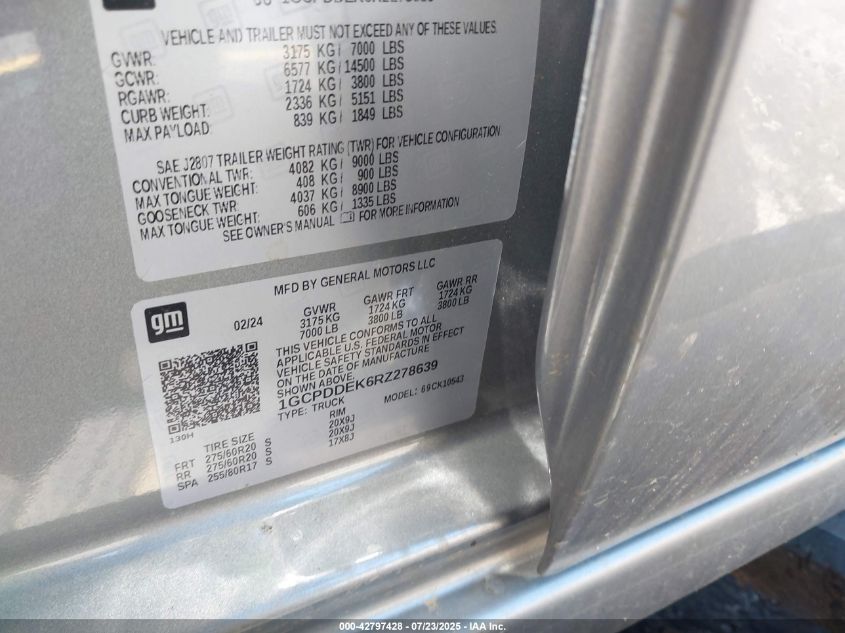 VEHICLE AND TRAILER MUST NOT EXCEED ANY OF THESE VALUES
GVWR: 3175 KG/ 7000 LBS
GCWR: 6577 KG/ 14500 LBS
RGAWR: 1724 KG/ 3800 LBS
CURB WEIGHT: 2336 KG/ 5151 LBS
MAX PAYLOAD: 839 KG/ 1849 LBS
SAE J2807 TRAILER WEIGHT RATING (TWR) FOR VEHICLE CONFIGURATION
CONVENTIONAL TWR: 4082 KG/ 9000 LBS
MAX TONGUE WEIGHT: 408 KG/ 900 LBS
GOOSENECK TWR: 4037 KG/ 8900 LBS
MAX TONGUE WEIGHT: 606 KG/ 1335 LBS
SEE OWNER'S MANUAL FOR MORE INFORMATION
gm
MFD BY GENERAL MOTORS LLC
02/24 GVWR GAWR FRT GAWR RR
3175 KG 1724 KG 1724 KG
7000 LB 3800 LB 3800 LB
THIS VEHICLE CONFORMS TO ALL
APPLICABLE U.S. FEDERAL MOTOR
VEHICLE SAFETY STANDARDS IN EFFECT
ON THE DATE OF MANUFACTURE
SHOWN ABOVE.
1GCPDDEK6RZ278639
TYPE: TRUCK MODEL: 69CK10543
130H
TIRE SIZE RIM
FRT 275/60R20 S 20X9J
RR 275/60R20 S 20X9J
SPA 255/80R17 S 17X8J
000-42797428 - 07/23/2025 - IAA Inc.